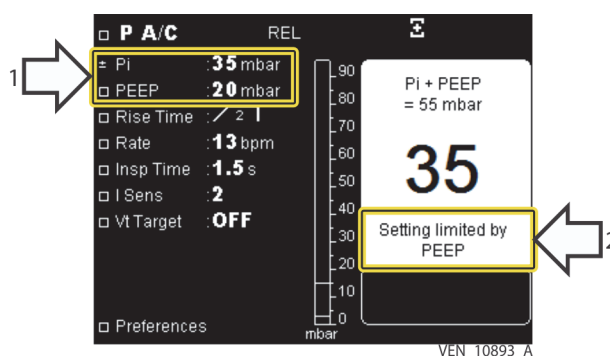 P A/C REL
1
± Pi :35 mbar
PEEP :20 mbar
Rise Time : 2
Rate :13 bpm
Insp Time :1.5 s
I Sens :2
Vt Target :OFF
Preferences
90
80
70
60
50
40
30
20
10
0
mbar
Pi + PEEP
= 55 mbar
35
Setting limited by
PEEP
2
VEN_10893_A